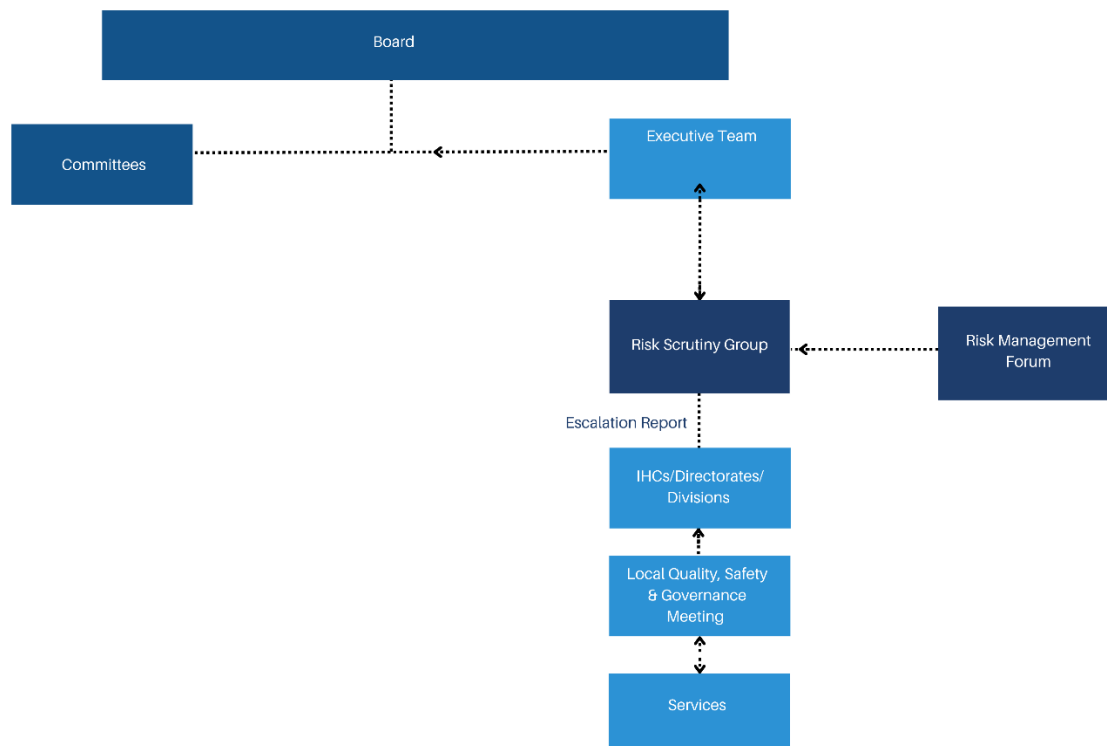 Board
Committees
Executive Team
Risk Scrutiny Group
Risk Management
Forum
Escalation Report
IHCs/Directorates/
Divisions
Local Quality, Safety
& Governance
Meeting
Services